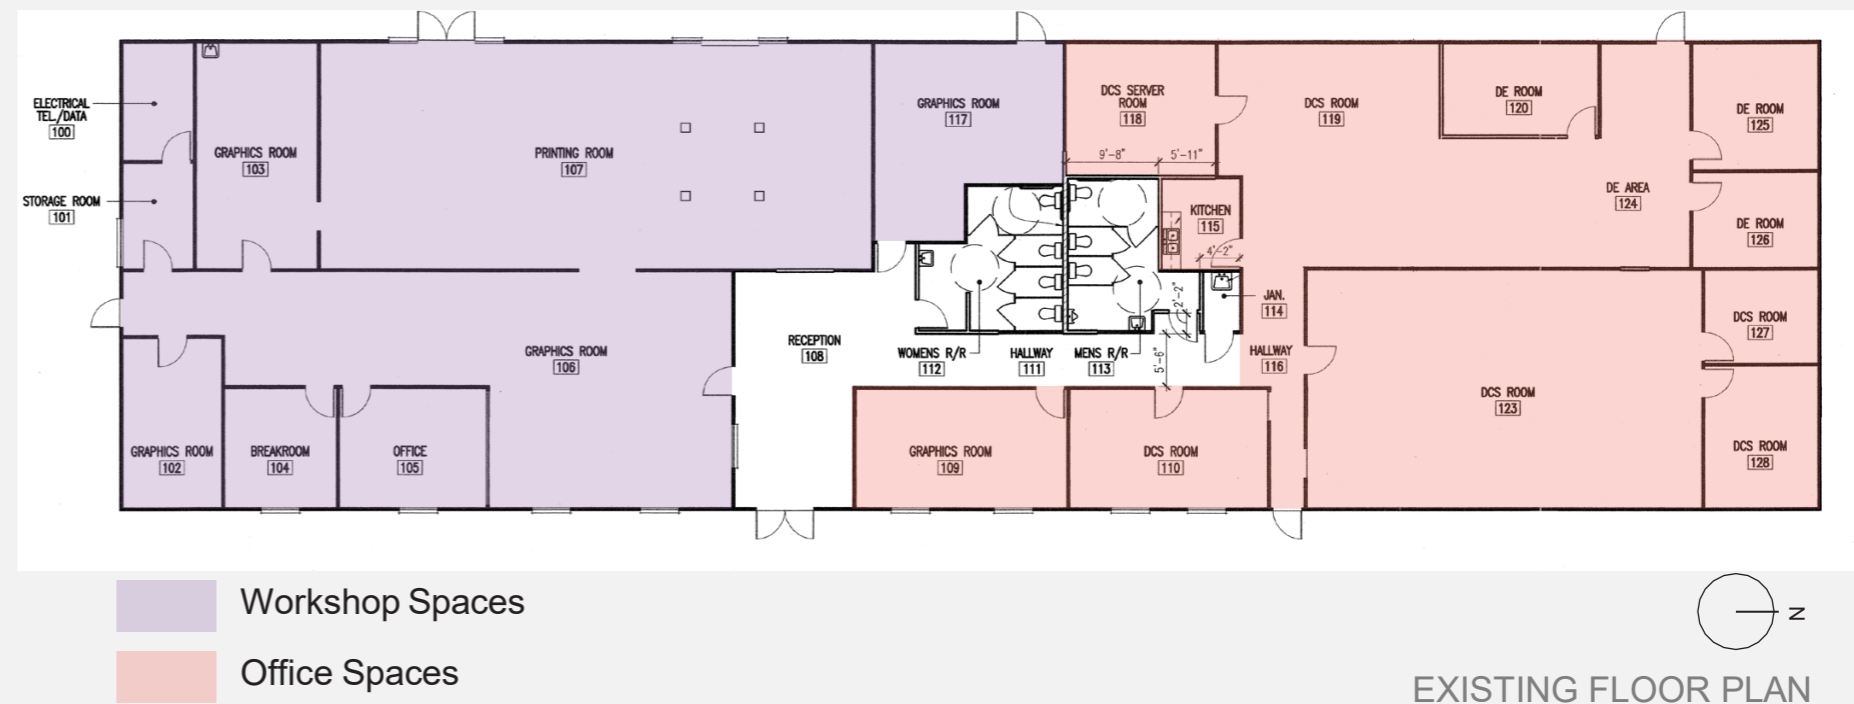 ELECTRICAL
TEL./DATA
100
STORAGE ROOM
101
GRAPHICS ROOM
103
PRINTING ROOM
107
GRAPHICS ROOM
117
DCS SERVER
ROOM
118
9'-8"
5'-11"
DCS ROOM
119
DE ROOM
120
DE ROOM
125
DE AREA
124
DE ROOM
126
KITCHEN
115
4'-2"
2'-2"
JAN.
114
GRAPHICS ROOM
106
RECEPTION
108
WOMENS R/R
112
HALLWAY
111
MENS R/R
113
5'-6"
HALLWAY
116
DCS ROOM
127
DCS ROOM
123
GRAPHICS ROOM
102
BREAKROOM
104
OFFICE
105
GRAPHICS ROOM
109
DCS ROOM
110
DCS ROOM
128
Workshop Spaces
Office Spaces
N
EXISTING FLOOR PLAN